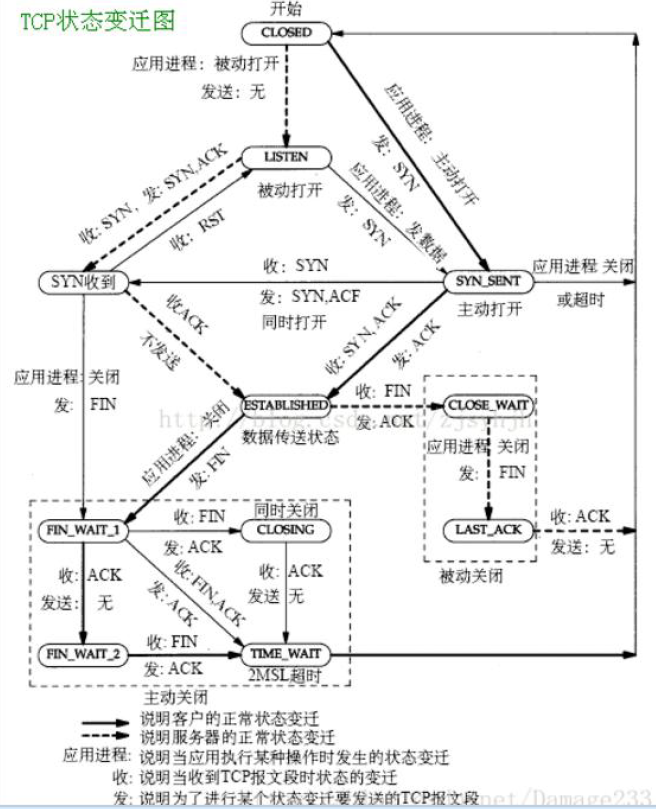 TCP状态变迁图
开始
CLOSED
应用进程：被动打开
发送：无
应用进程：主动打开
发：SYN
LISTEN
被动打开
收: SYN，发: SYN,ACK
收：RST
应用进程：发数据
发：SYN
SYN收到
收：SYN
发：SYN,ACF
同时打开
SYN_SENT
主动打开
应用进程 关闭
或超时
收ACK
不发送
收: SYN, ACK
发: ACK
应用进程: 关闭
发: FIN
ESTABLISHED
数据传送状态
收: FIN
发: ACK
CLOSE_WAIT
应用进程：关闭
发: FIN
应用进程 关闭
发: FIN
LAST_ACK
收: ACK
发送：无
被动关闭
FIN_WAIT_1
收: FIN
发: ACK
同时关闭
CLOSING
收: ACK
发送： 无
收:FIN,ACK
发: ACK
收: ACK
发送 无
FIN_WAIT_2
收: FIN
发: ACK
TIME_WAIT
2MSL超时
主动关闭
说明客户的正常状态变迁
说明服务器的正常状态变迁
应用进程: 说明当应用执行某种操作时发生的状态变迁
收: 说明当收到TCP报文段时状态的变迁
发: 说明为了进行某个状态变迁要发送的TCP报文段